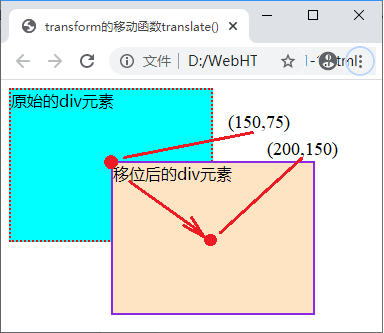 transform的移动函数translate()
文件 D:/WebHT
l-1
tml
原始的div元素
(150,75)
(200,150)
移位后的div元素